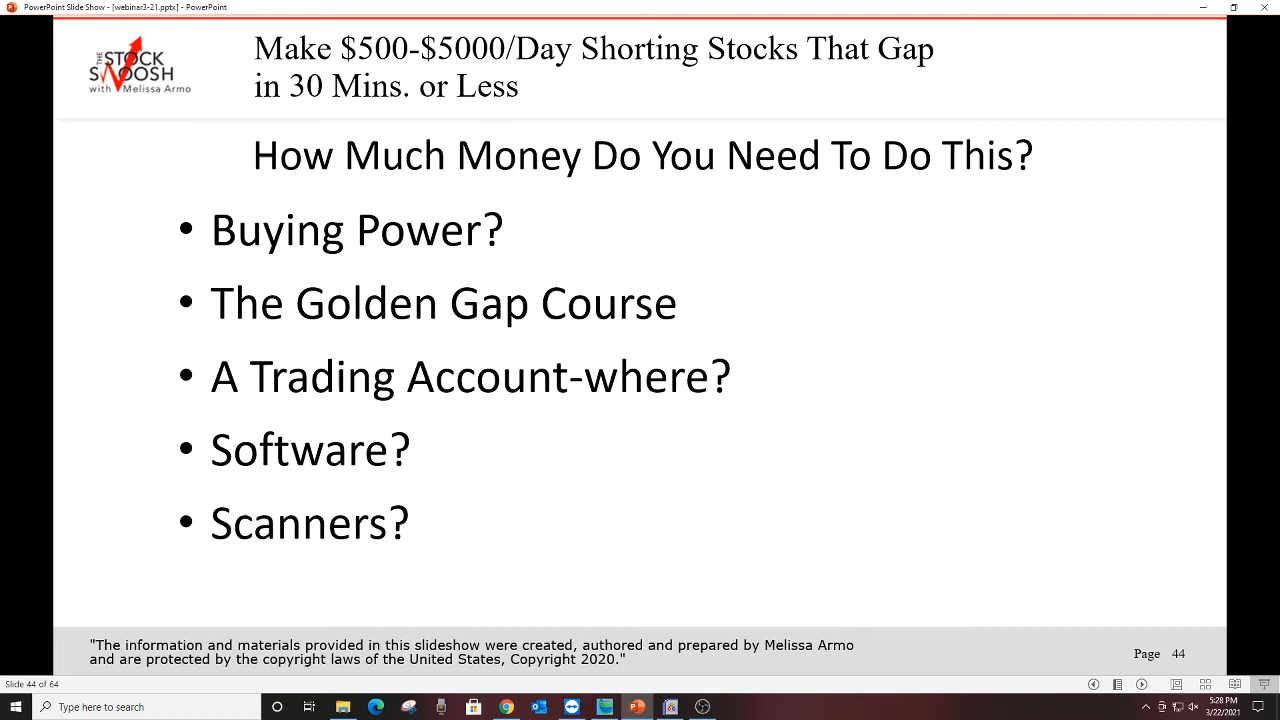 PowerPoint Slide Show - [webinar3-21.pptx] - PowerPoint
THE STOCK
SWOOSH
with Melissa Armo
Make $500-$5000/Day Shorting Stocks That Gap
in 30 Mins. or Less
How Much Money Do You Need To Do This?
• Buying Power?
• The Golden Gap Course
• A Trading Account-where?
• Software?
• Scanners?
"The information and materials provided in this slideshow were created, authored and prepared by Melissa Armo
and are protected by the copyright laws of the United States, Copyright 2020."
Page 44
Slide 44 of 64
Type here to search
5:28 PM
3/22/2021